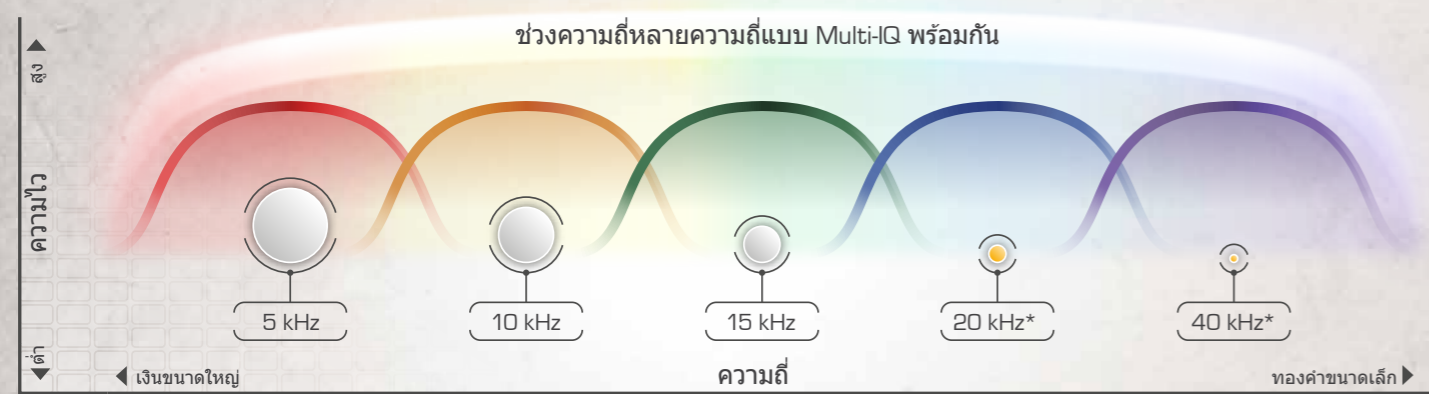 ช่วงความถี่หลายความถี่แบบ Multi-IQ พร้อมกัน
สูง
ความไว
ต่ำ
5 kHz
10 kHz
15 kHz
20 kHz*
40 kHz*
เงินขนาดใหญ่
ความถี่
ทองคำขนาดเล็ก